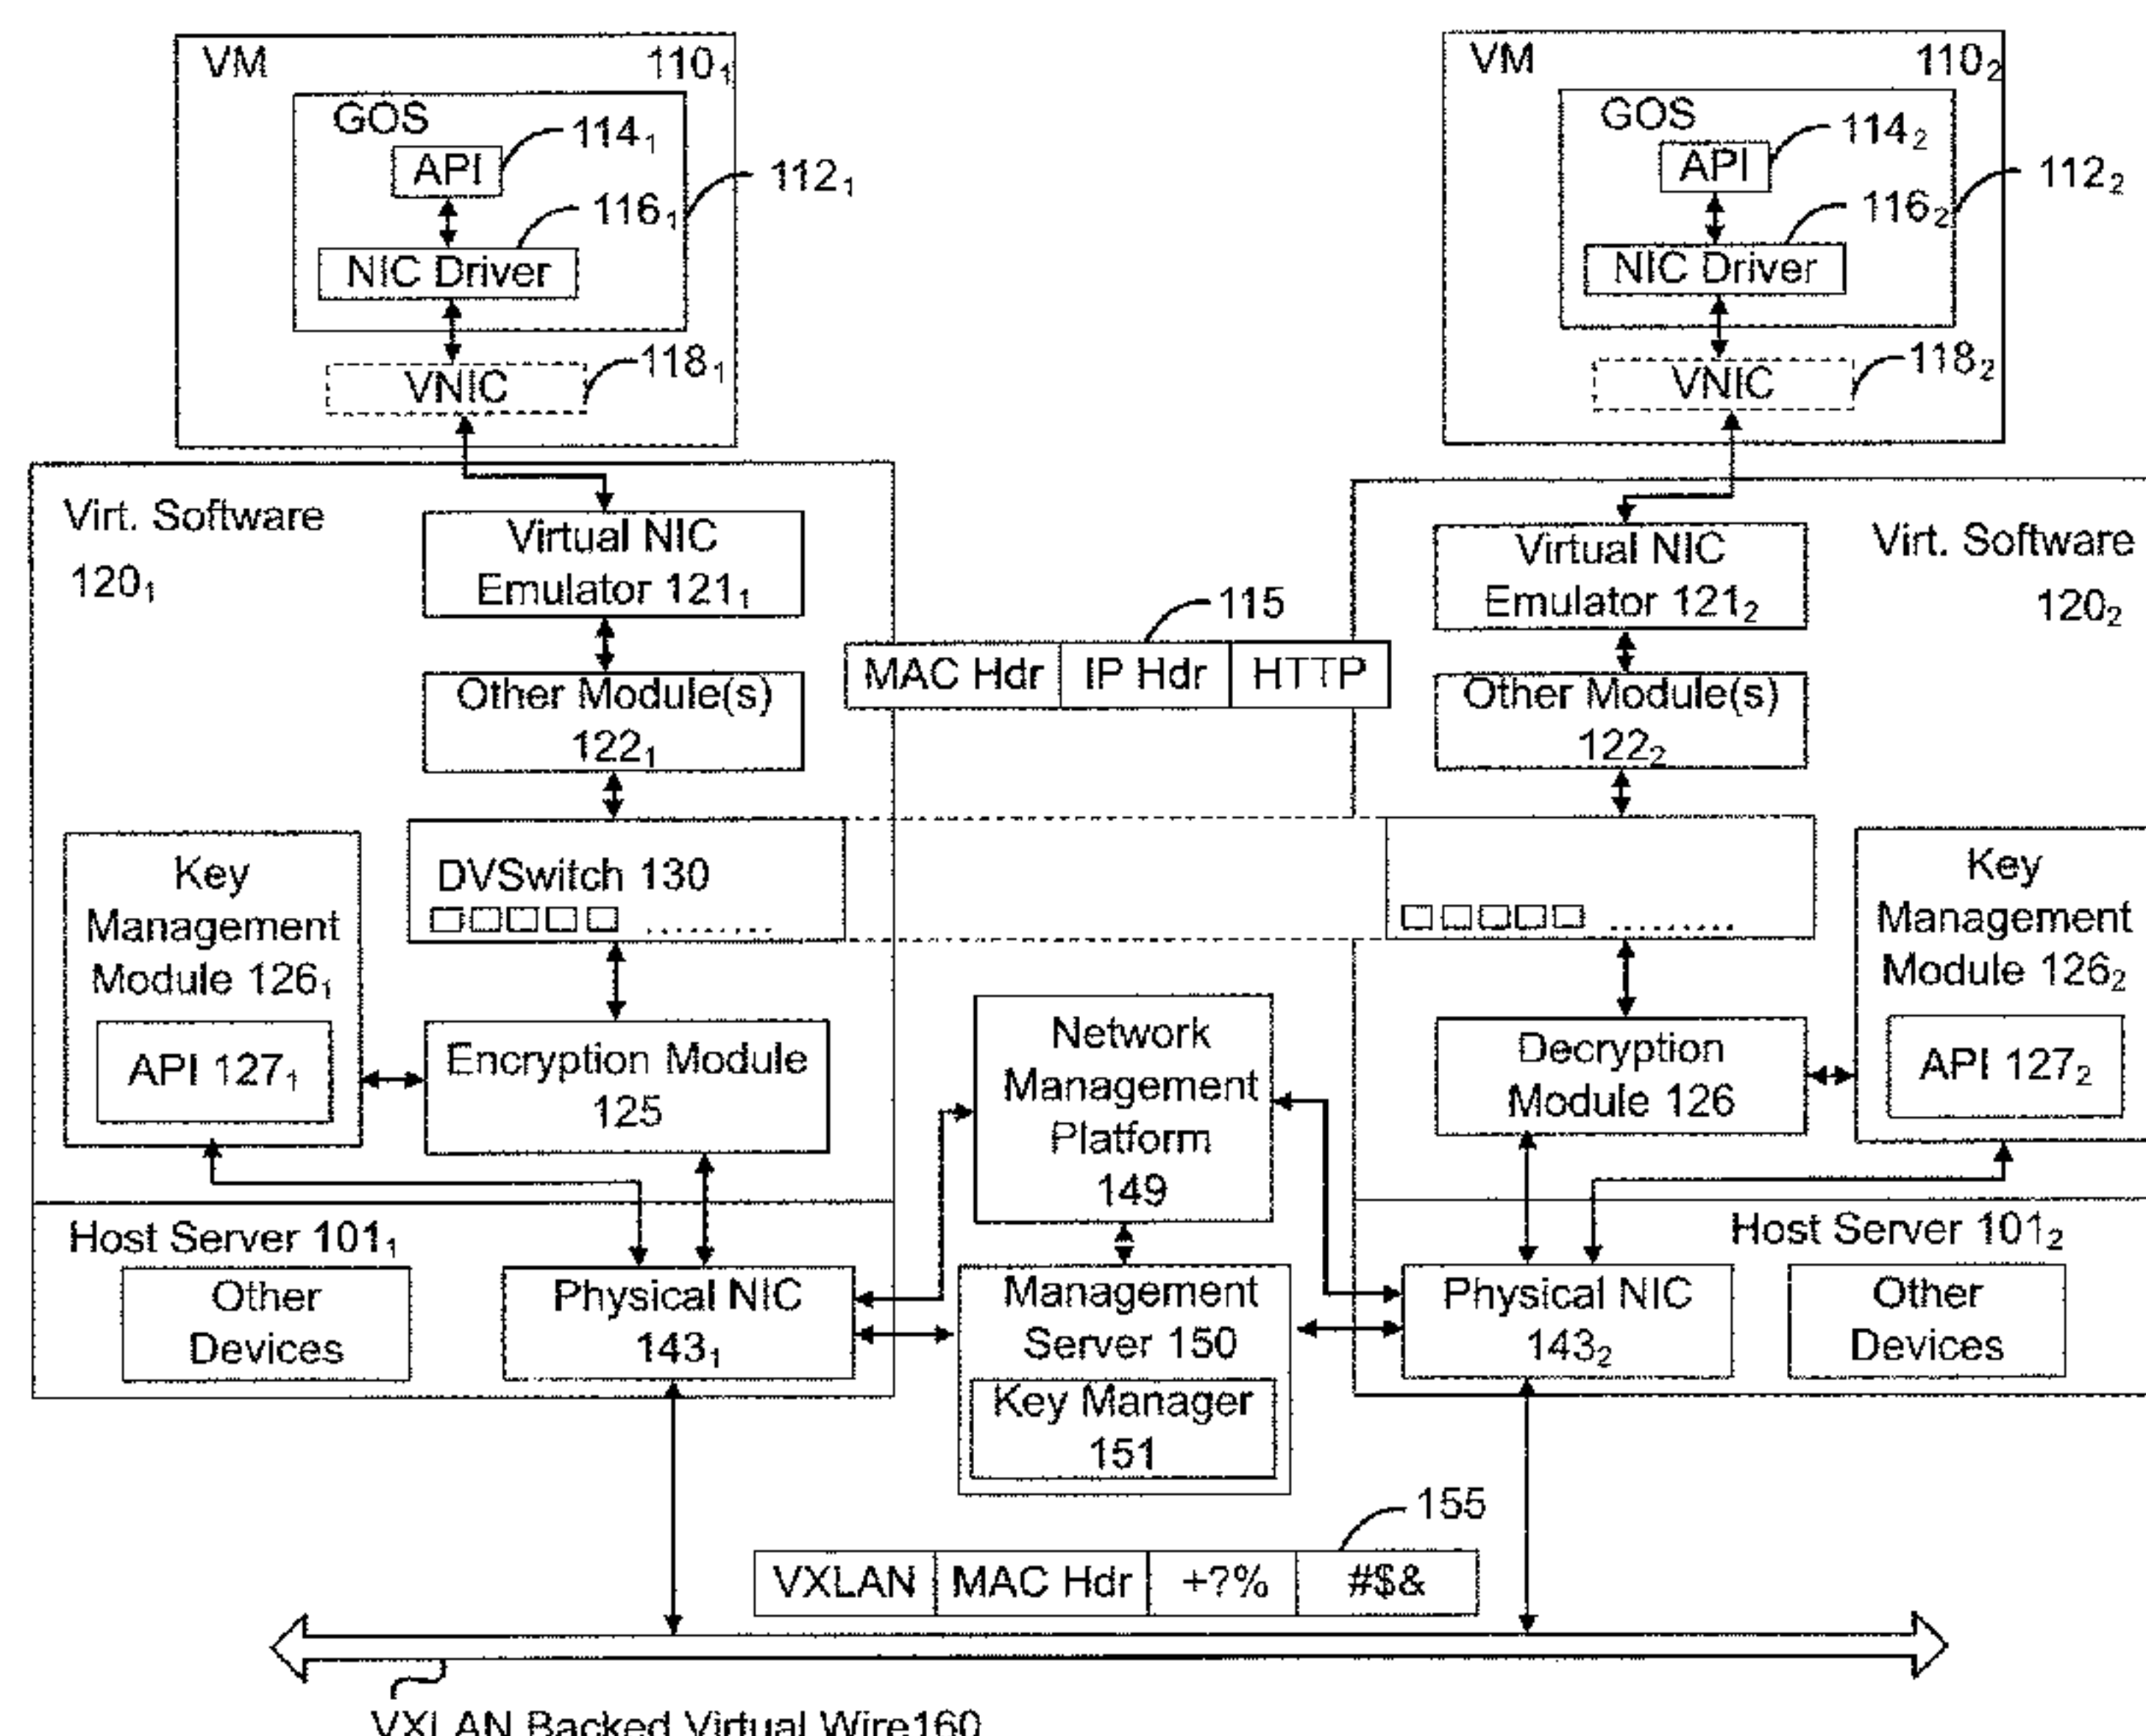 VM 110₁
GOS
API
114₁
112₁
116₁
NIC Driver
VNIC
118₁
VM 110₂
GOS
API
114₂
112₂
116₂
NIC Driver
VNIC
118₂
Virt. Software
120₁
Virtual NIC
Emulator 121₁
Other Module(s)
122₁
115
MAC Hdr IP Hdr HTTP
Virtual NIC
Emulator 121₂
Virt. Software
120₂
Other Module(s)
122₂
DVSwitch 130
........
.........
Key
Management
Module 126₁
API 127₁
Encryption Module
125
Network
Management
Platform
149
Decryption
Module 126
Key
Management
Module 126₂
API 127₂
Host Server 101₁
Other
Devices
Physical NIC
143₁
Management
Server 150
Key Manager
151
Host Server 101₂
Physical NIC
143₂
Other
Devices
155
VXLAN MAC Hdr +?% #$&
VXLAN Backed Virtual Wire160